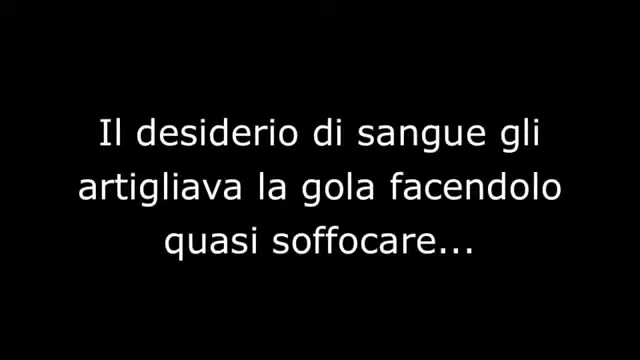 Il desiderio di sangue gli
artigliava la gola facendolo
quasi soffocare...